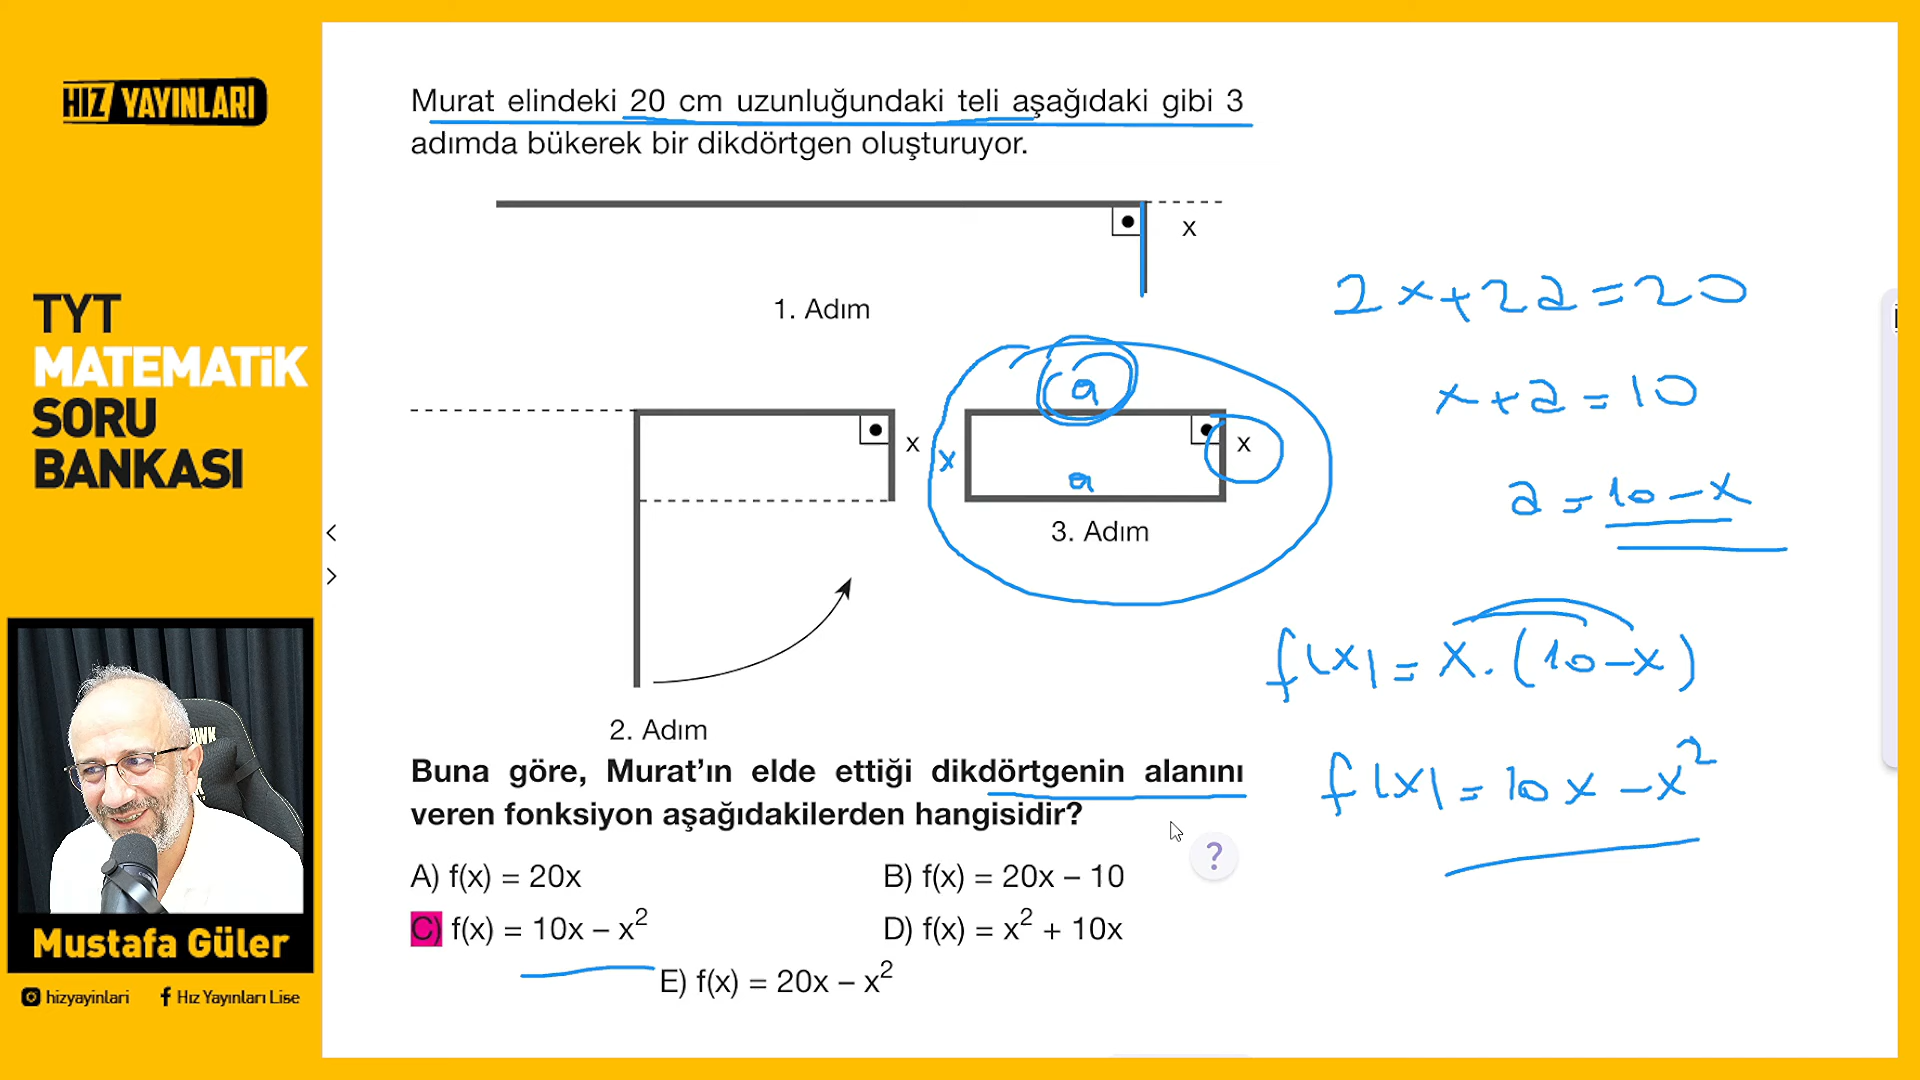 HIZ YAYINLARI
TYT
MATEMATİK
SORU
BANKASI
Mustafa Güler
hizyayinlari
Hız Yayınları Lise
Murat elindeki 20 cm uzunluğundaki teli aşağıdaki gibi 3
adımda bükerek bir dikdörtgen oluşturuyor.
x
1. Adım
x
2. Adım
a
x
x
a
3. Adım
Buna göre, Murat'ın elde ettiği dikdörtgenin alanını
veren fonksiyon aşağıdakilerden hangisidir?
A) f(x) = 20x
B) f(x) = 20x – 10
C) f(x) = 10x – x²
D) f(x) = x² + 10x
E) f(x) = 20x – x²
?
2x+2a=20
x+a=10
a=10-x
f(x)=x.(10-x)
f(x)=10x-x²